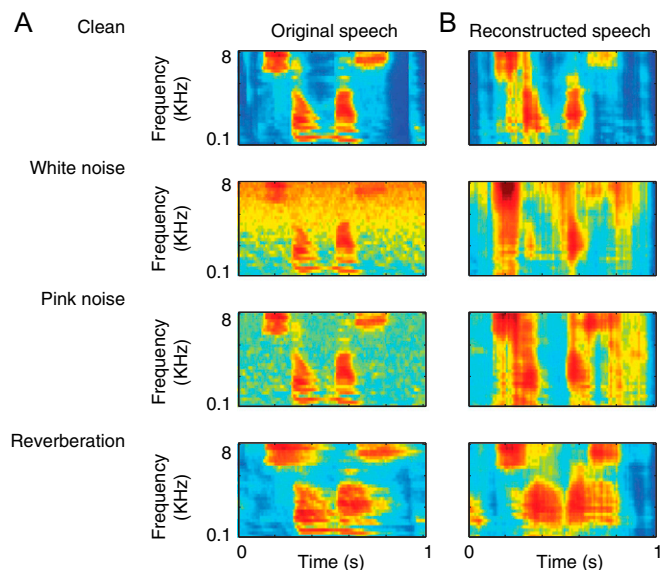 A
Clean
Original speech
B
Reconstructed speech
Frequency
(KHz)
8
0.1
White noise
Frequency
(KHz)
8
0.1
Pink noise
Frequency
(KHz)
8
0.1
Reverberation
Frequency
(KHz)
8
0.1
0
Time (s)
1
0
Time (s)
1